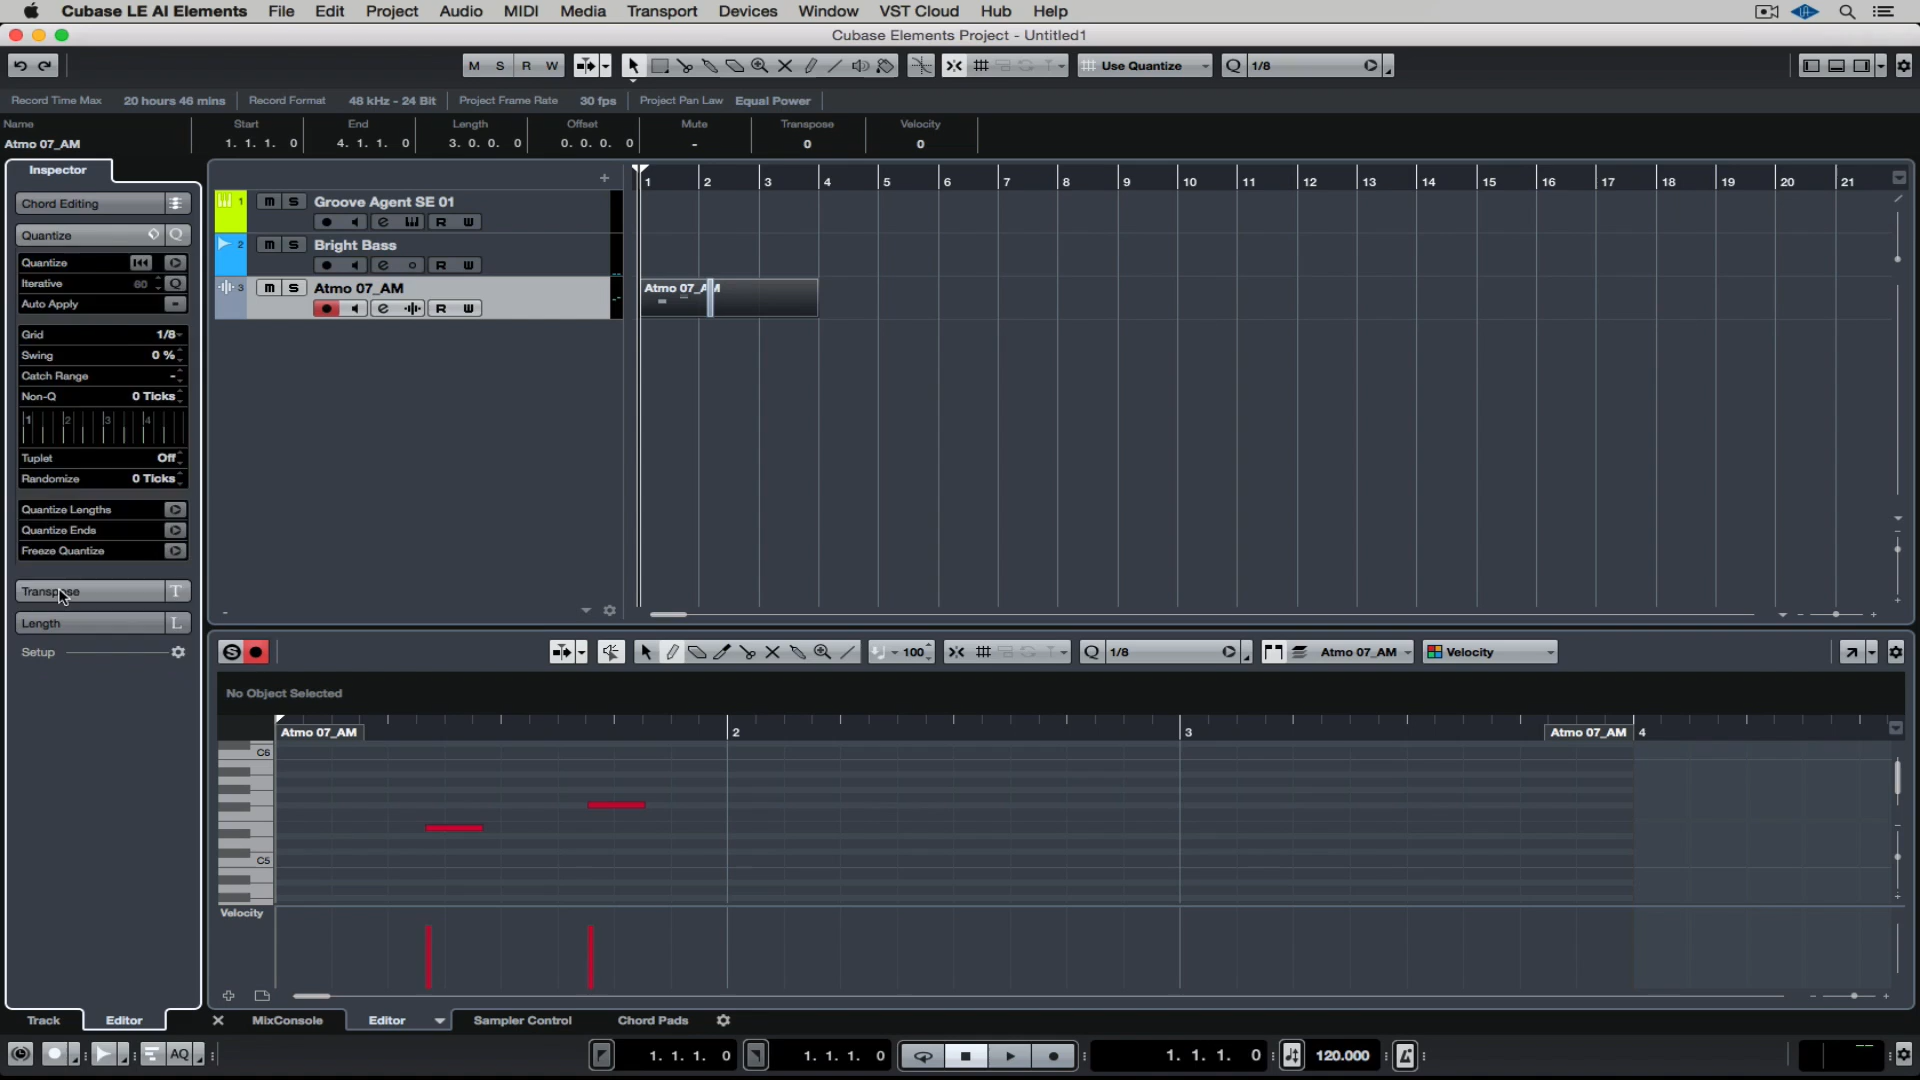 Cubase LE AI Elements File Edit Project Audio MIDI Media Transport Devices Window VST Cloud Hub Help
Cubase Elements Project - Untitled1
M S R W Use Quantize Q 1/8
Record Time Max 20 hours 46 mins Record Format 48 kHz - 24 Bit Project Frame Rate 30 fps Project Pan Law Equal Power
Name Start End Length Offset Mute Transpose Velocity
Atmo 07_AM 1. 1. 1. 0 4. 1. 1. 0 3. 0. 0. 0 0. 0. 0. 0 - 0 0
Inspector
Chord Editing
Quantize Q
Quantize
Iterative 60 Q
Auto Apply
Grid 1/8
Swing 0 %
Catch Range -
Non-Q 0 Ticks
1 2 3 4
Tuplet Off
Randomize 0 Ticks
Quantize Lengths
Quantize Ends
Freeze Quantize
Transpose T
Length L
Setup
1 2 3 4 5 6 7 8 9 10 11 12 13 14 15 16 17 18 19 20 21
1 m S Groove Agent SE 01
e R W
2 m S Bright Bass
e R W
3 m S Atmo 07_AM
e R W
Atmo 07_AM
S 100 Q 1/8 Atmo 07_AM Velocity
No Object Selected
Atmo 07_AM 2 3 Atmo 07_AM 4
C6
C5
Velocity
Track Editor MixConsole Editor Sampler Control Chord Pads
AQ 1. 1. 1. 0 1. 1. 1. 0 1. 1. 1. 0 120.000